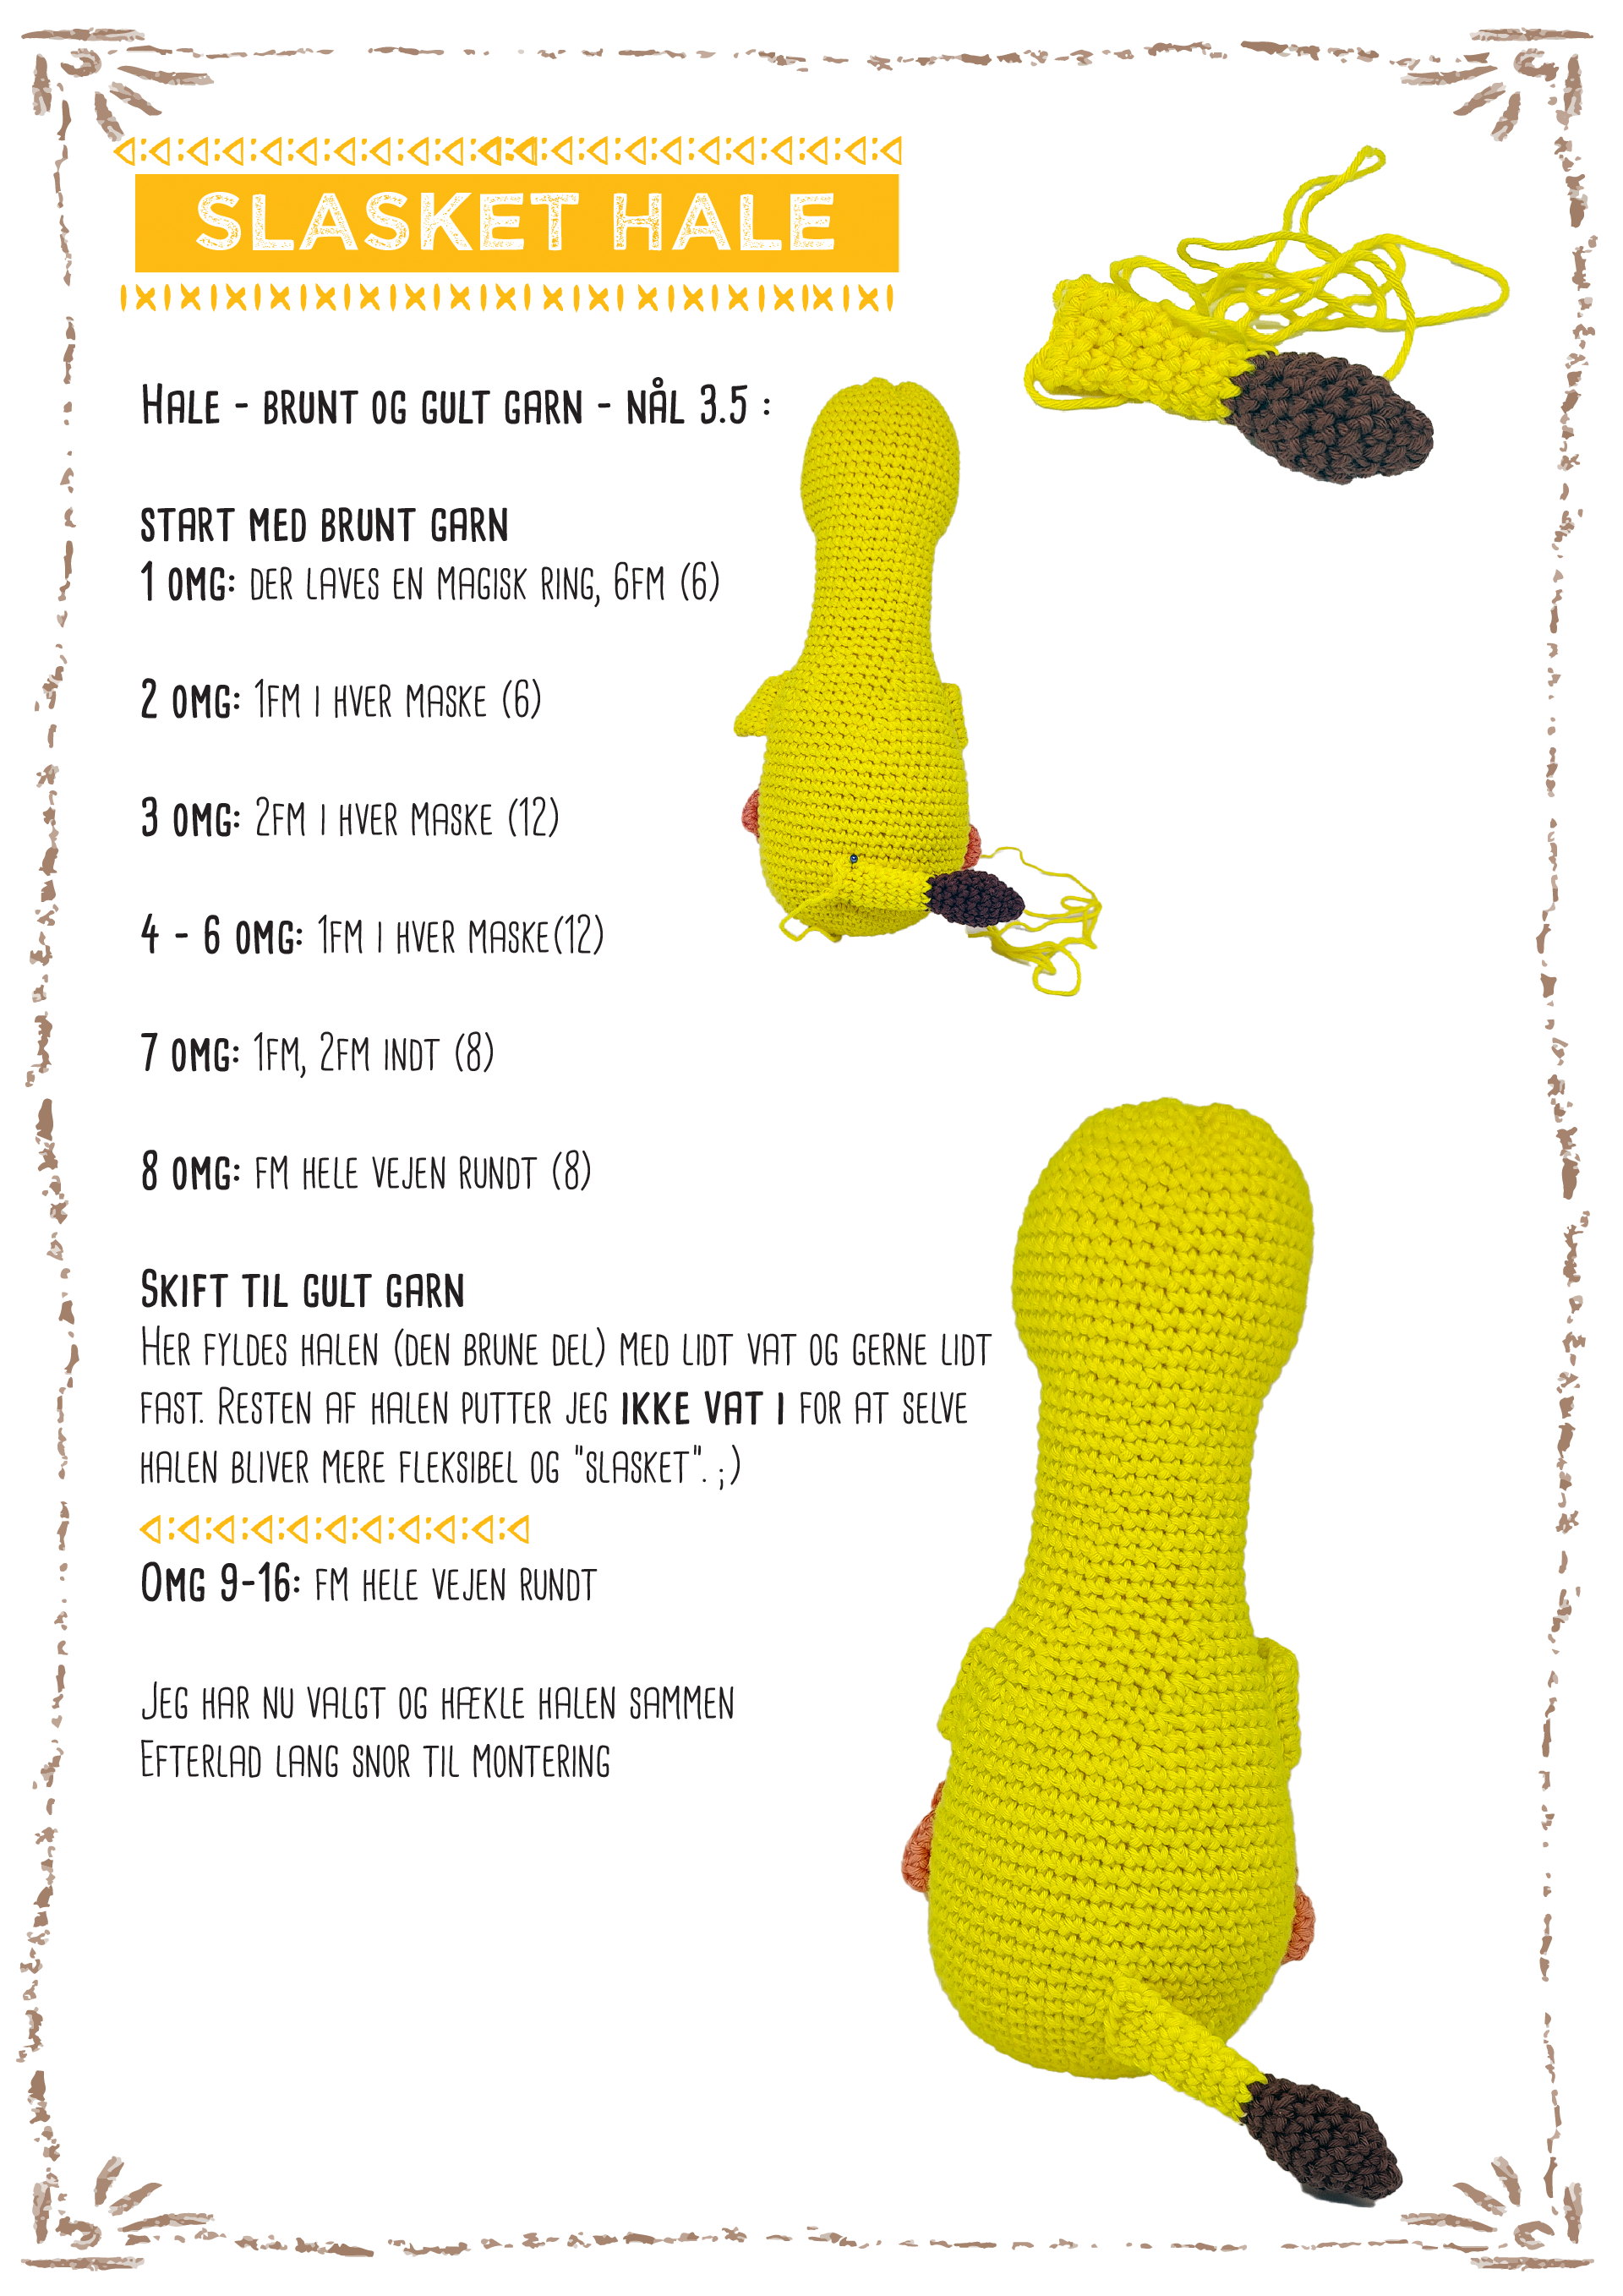 SLASKET HALE
HALE - BRUNT OG GULT GARN - NÅL 3.5 :
START MED BRUNT GARN
1 OMG: DER LAVES EN MAGISK RING, 6FM (6)
2 OMG: 1FM I HVER MASKE (6)
3 OMG: 2FM I HVER MASKE (12)
4 - 6 OMG: 1FM I HVER MASKE(12)
7 OMG: 1FM, 2FM INDT (8)
8 OMG: FM HELE VEJEN RUNDT (8)
SKIFT TIL GULT GARN
HER FYLDES HALEN (DEN BRUNE DEL) MED LIDT VAT OG GERNE LIDT
FAST. RESTEN AF HALEN PUTTER JEG IKKE VAT I FOR AT SELVE
HALEN BLIVER MERE FLEKSIBEL OG "SLASKET". ;)
OMG 9-16: FM HELE VEJEN RUNDT
JEG HAR NU VALGT OG HÆKLE HALEN SAMMEN
EFTERLAD LANG SNOR TIL MONTERING